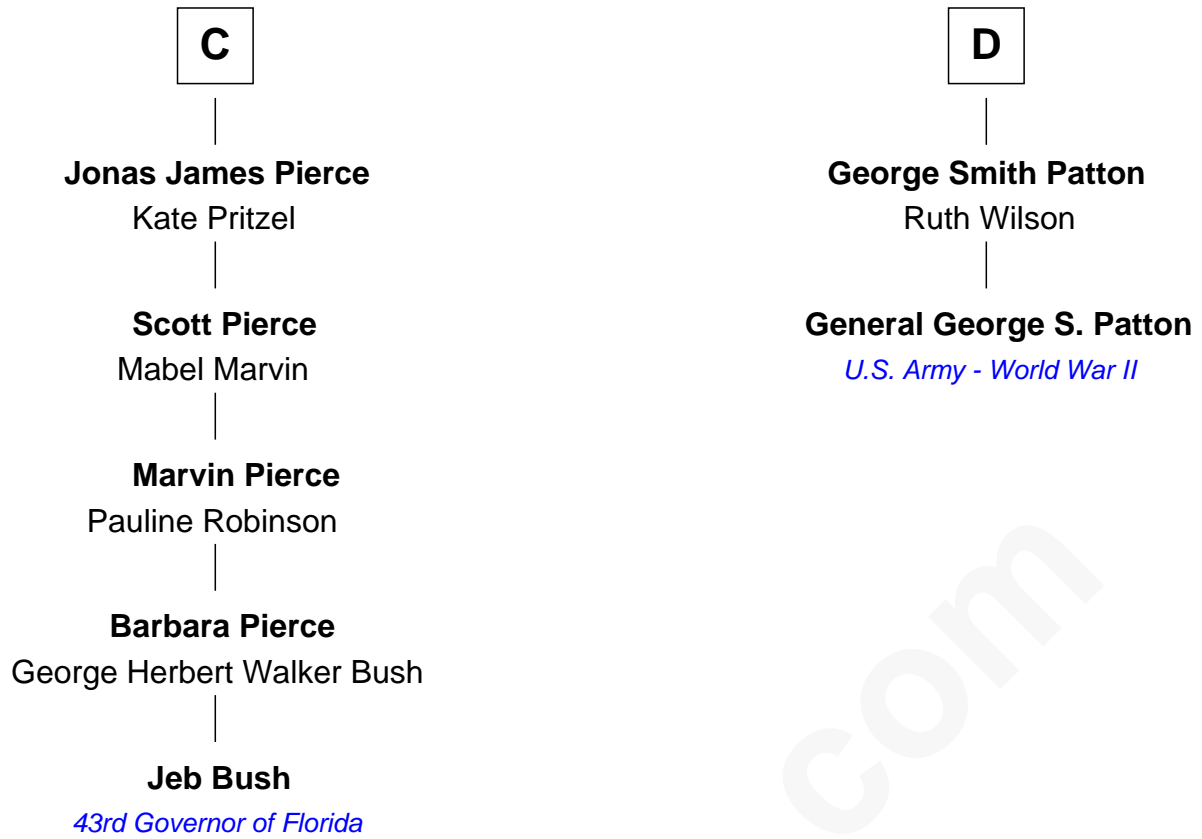 C
Jonas James Pierce
Kate Pritzel
Scott Pierce
Mabel Marvin
Marvin Pierce
Pauline Robinson
Barbara Pierce
George Herbert Walker Bush
Jeb Bush
43rd Governor of Florida
D
George Smith Patton
Ruth Wilson
General George S. Patton
U.S. Army - World War II
com